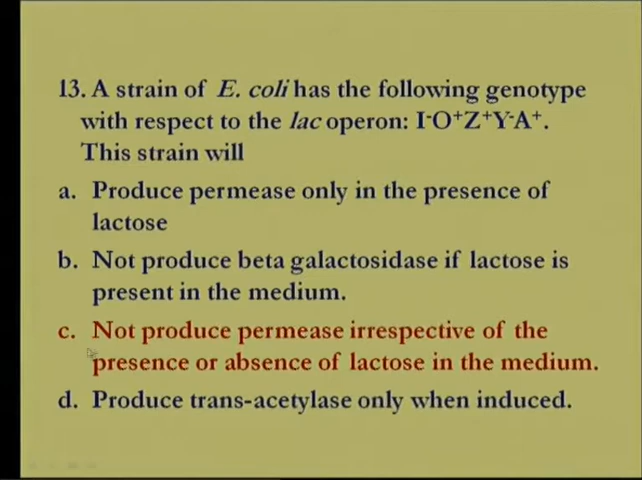 13. A strain of E. coli has the following genotype
with respect to the lac operon: I⁻O⁺Z⁺Y⁻A⁺.
This strain will
a. Produce permease only in the presence of
lactose
b. Not produce beta galactosidase if lactose is
present in the medium.
c. Not produce permease irrespective of the
presence or absence of lactose in the medium.
d. Produce trans-acetylase only when induced.